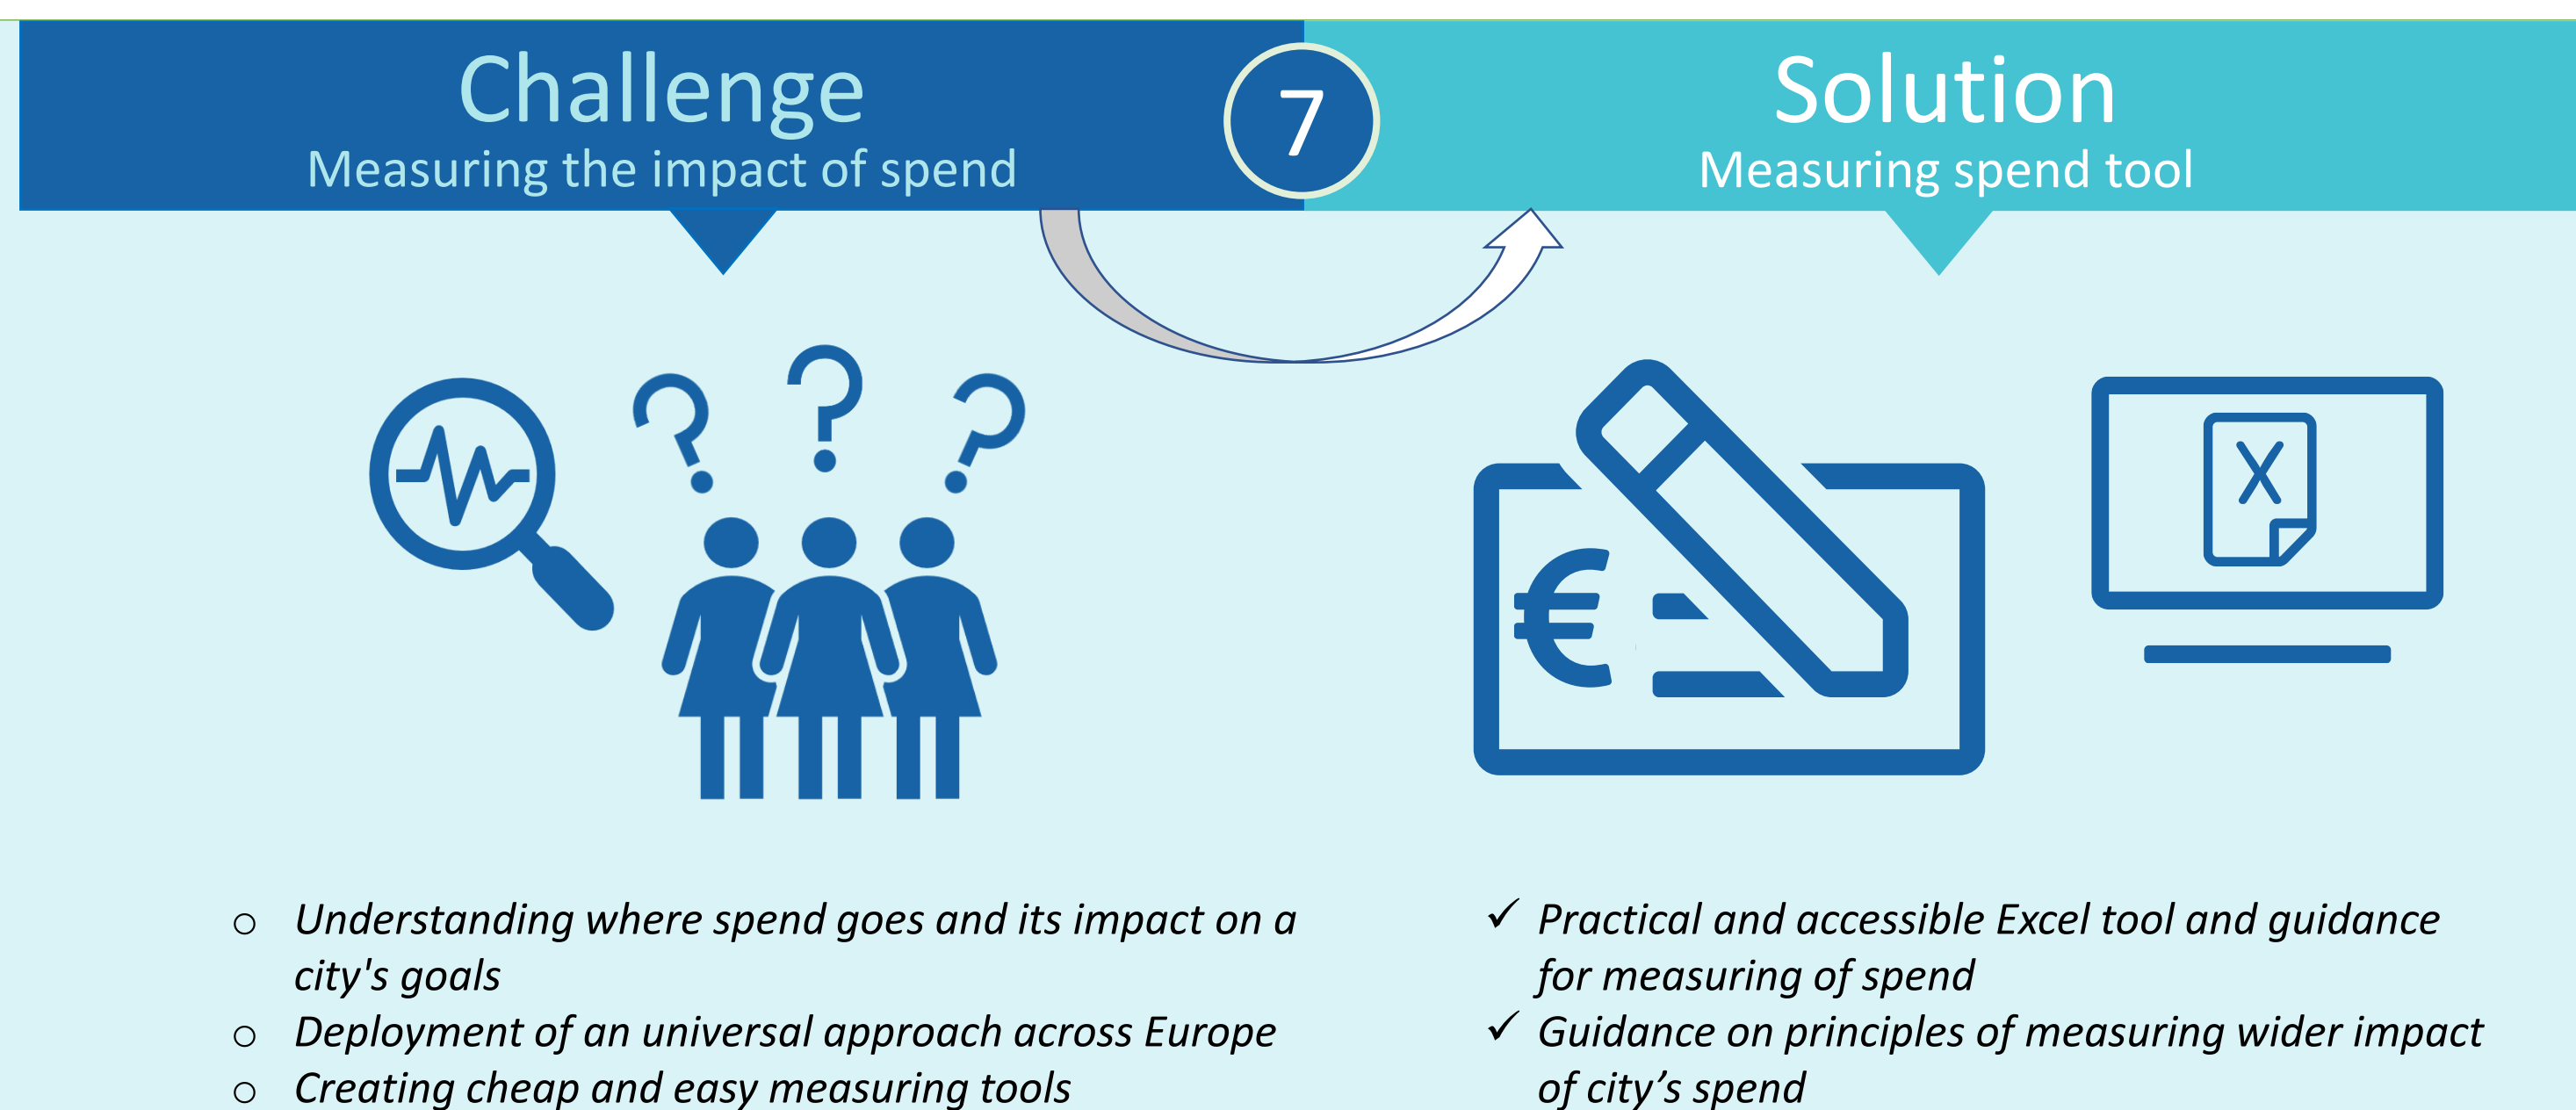 Challenge
Measuring the impact of spend
7
Solution
Measuring spend tool
? ? ?
€
X
o Understanding where spend goes and its impact on a
city's goals
o Deployment of an universal approach across Europe
o Creating cheap and easy measuring tools
✓ Practical and accessible Excel tool and guidance
for measuring of spend
✓ Guidance on principles of measuring wider impact
of city’s spend